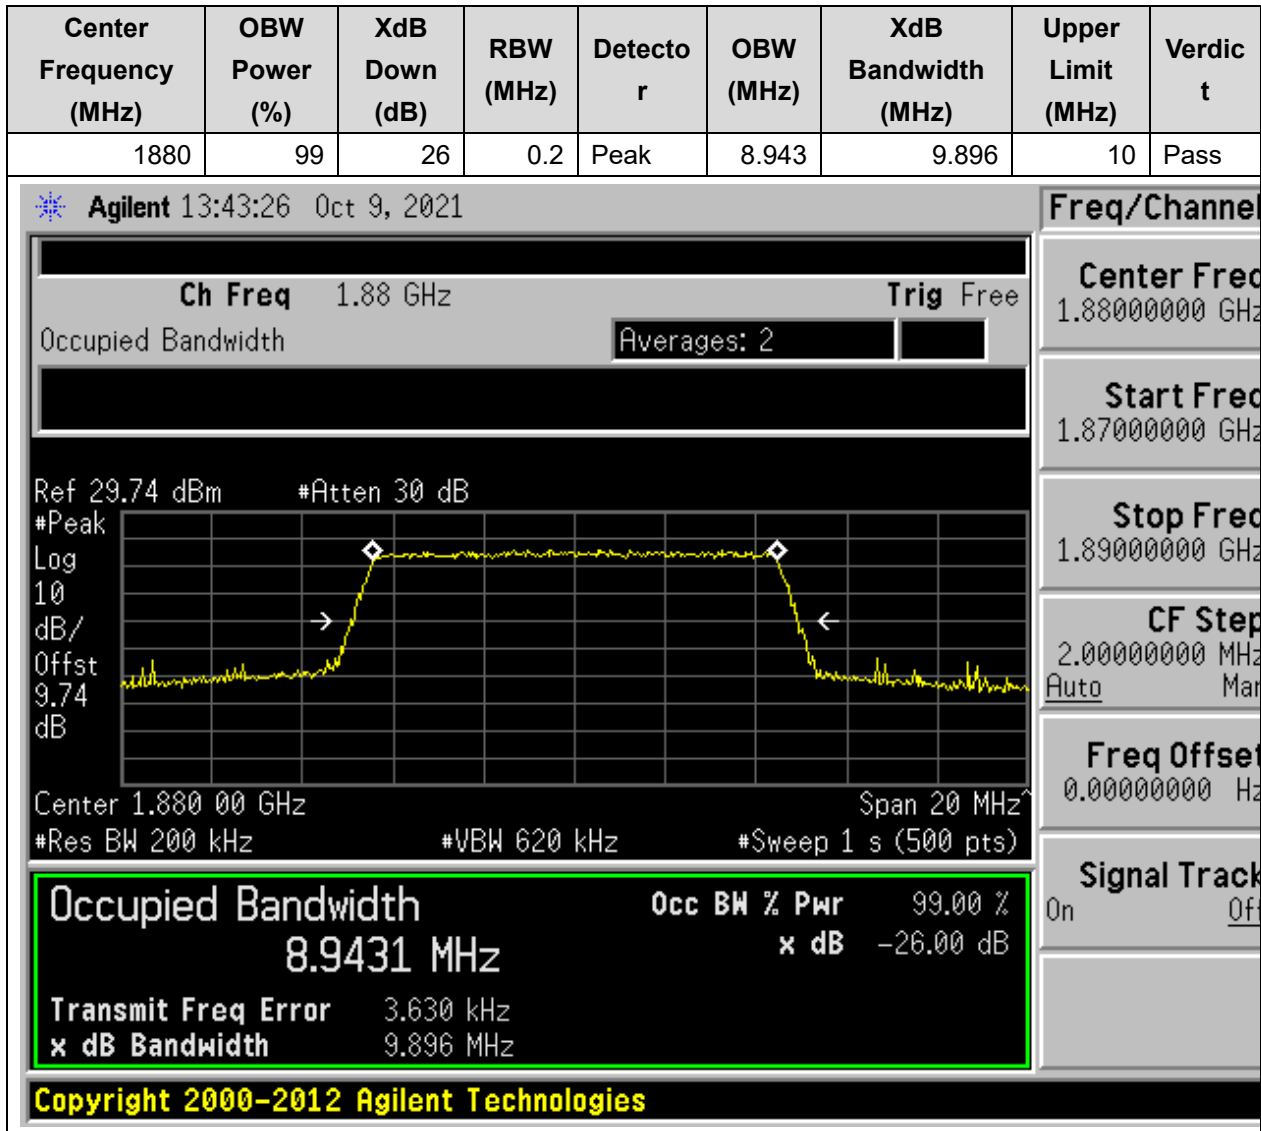 Center Frequency (MHz) OBW Power (%) XdB Down (dB) RBW (MHz) Detecto r OBW (MHz) XdB Bandwidth (MHz) Upper Limit (MHz) Verdic t
1880 99 26 0.2 Peak 8.943 9.896 10 Pass
Agilent 13:43:26 Oct 9, 2021
Freq/Channel
Ch Freq 1.88 GHz Trig Free
Occupied Bandwidth Averages: 2
Center Freq
1.88000000 GHz
Start Freq
1.87000000 GHz
Stop Freq
1.89000000 GHz
CF Step
2.00000000 MHz
Auto Man
Freq Offset
0.00000000 Hz
Signal Track
On Off
Ref 29.74 dBm #Atten 30 dB
#Peak
Log
10
dB/
Offst
9.74
dB
Center 1.880 00 GHz Span 20 MHz^
#Res BW 200 kHz #VBW 620 kHz #Sweep 1 s (500 pts)
Occupied Bandwidth Occ BW % Pwr 99.00 %
8.9431 MHz x dB -26.00 dB
Transmit Freq Error 3.630 kHz
x dB Bandwidth 9.896 MHz
Copyright 2000-2012 Agilent Technologies